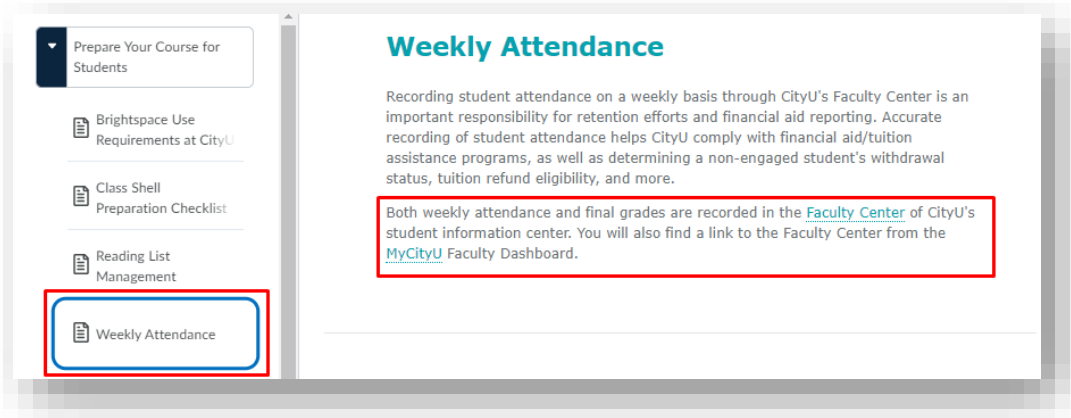 Prepare Your Course for
Students
Brightspace Use
Requirements at CityU
Class Shell
Preparation Checklist
Reading List
Management
Weekly Attendance
Weekly Attendance
Recording student attendance on a weekly basis through CityU's Faculty Center is an
important responsibility for retention efforts and financial aid reporting. Accurate
recording of student attendance helps CityU comply with financial aid/tuition
assistance programs, as well as determining a non-engaged student's withdrawal
status, tuition refund eligibility, and more.
Both weekly attendance and final grades are recorded in the Faculty Center of CityU's
student information center. You will also find a link to the Faculty Center from the
MyCityU Faculty Dashboard.